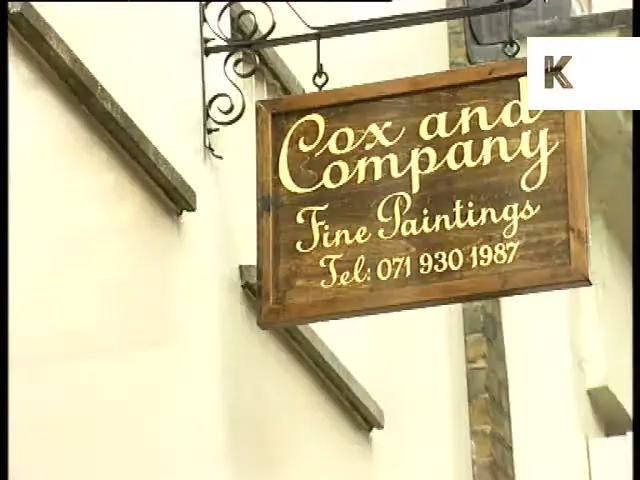 K
Cox and
Company
Fine Paintings
Tel: 071 930 1987